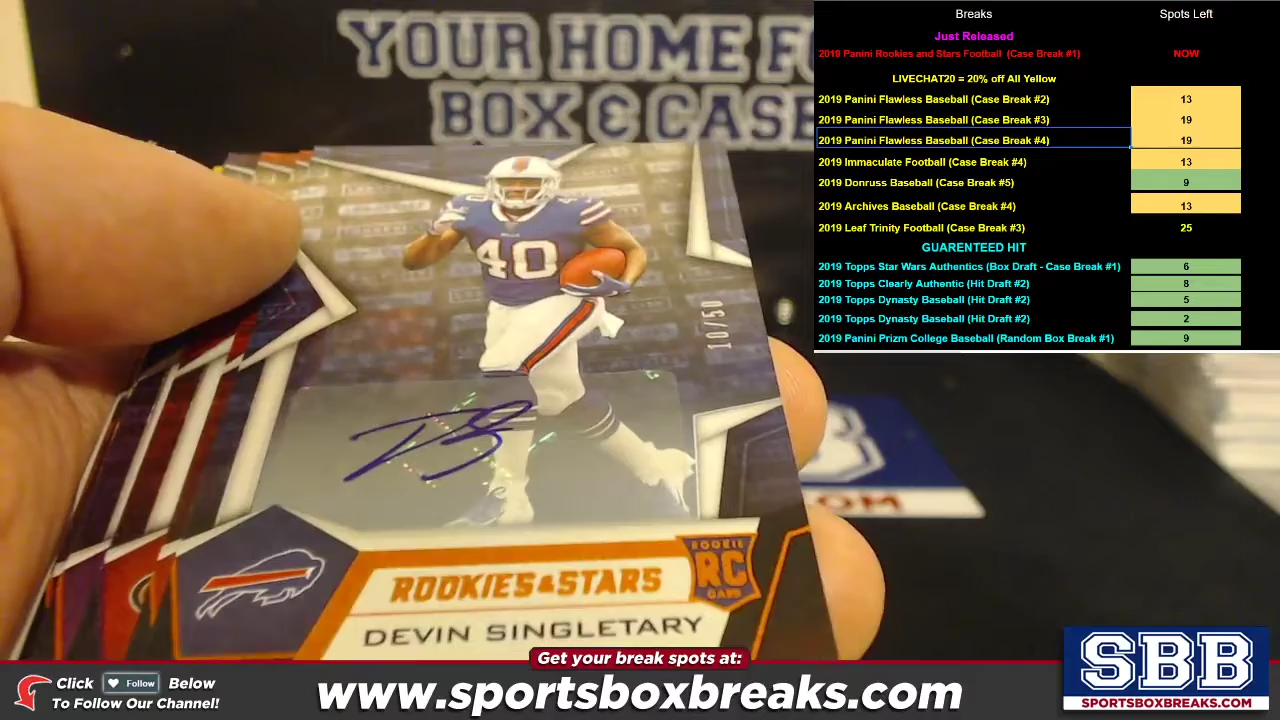 YOUR HOME F
BOX & CASE
Breaks Spots Left
Just Released
2019 Panini Rookies and Stars Football (Case Break #1) NOW
LIVECHAT20 = 20% off All Yellow
2019 Panini Flawless Baseball (Case Break #2) 13
2019 Panini Flawless Baseball (Case Break #3) 19
2019 Panini Flawless Baseball (Case Break #4) 19
2019 Immaculate Football (Case Break #4) 13
2019 Donruss Baseball (Case Break #5) 9
2019 Archives Baseball (Case Break #4) 13
2019 Leaf Trinity Football (Case Break #3) 25
GUARENTEED HIT
2019 Topps Star Wars Authentics (Box Draft - Case Break #1) 6
2019 Topps Clearly Authentic (Hit Draft #2) 8
2019 Topps Dynasty Baseball (Hit Draft #2) 5
2019 Topps Dynasty Baseball (Hit Draft #2) 2
2019 Panini Prizm College Baseball (Random Box Break #1) 9
40
40
10/50
DS
ROOKIES & STARS
ROOKIE
RC
CARD
DEVIN SINGLETARY
OM
Get your break spots at:
Click Follow Below
To Follow Our Channel!
www.sportsboxbreaks.com
SBB
SPORTSBOXBREAKS.COM